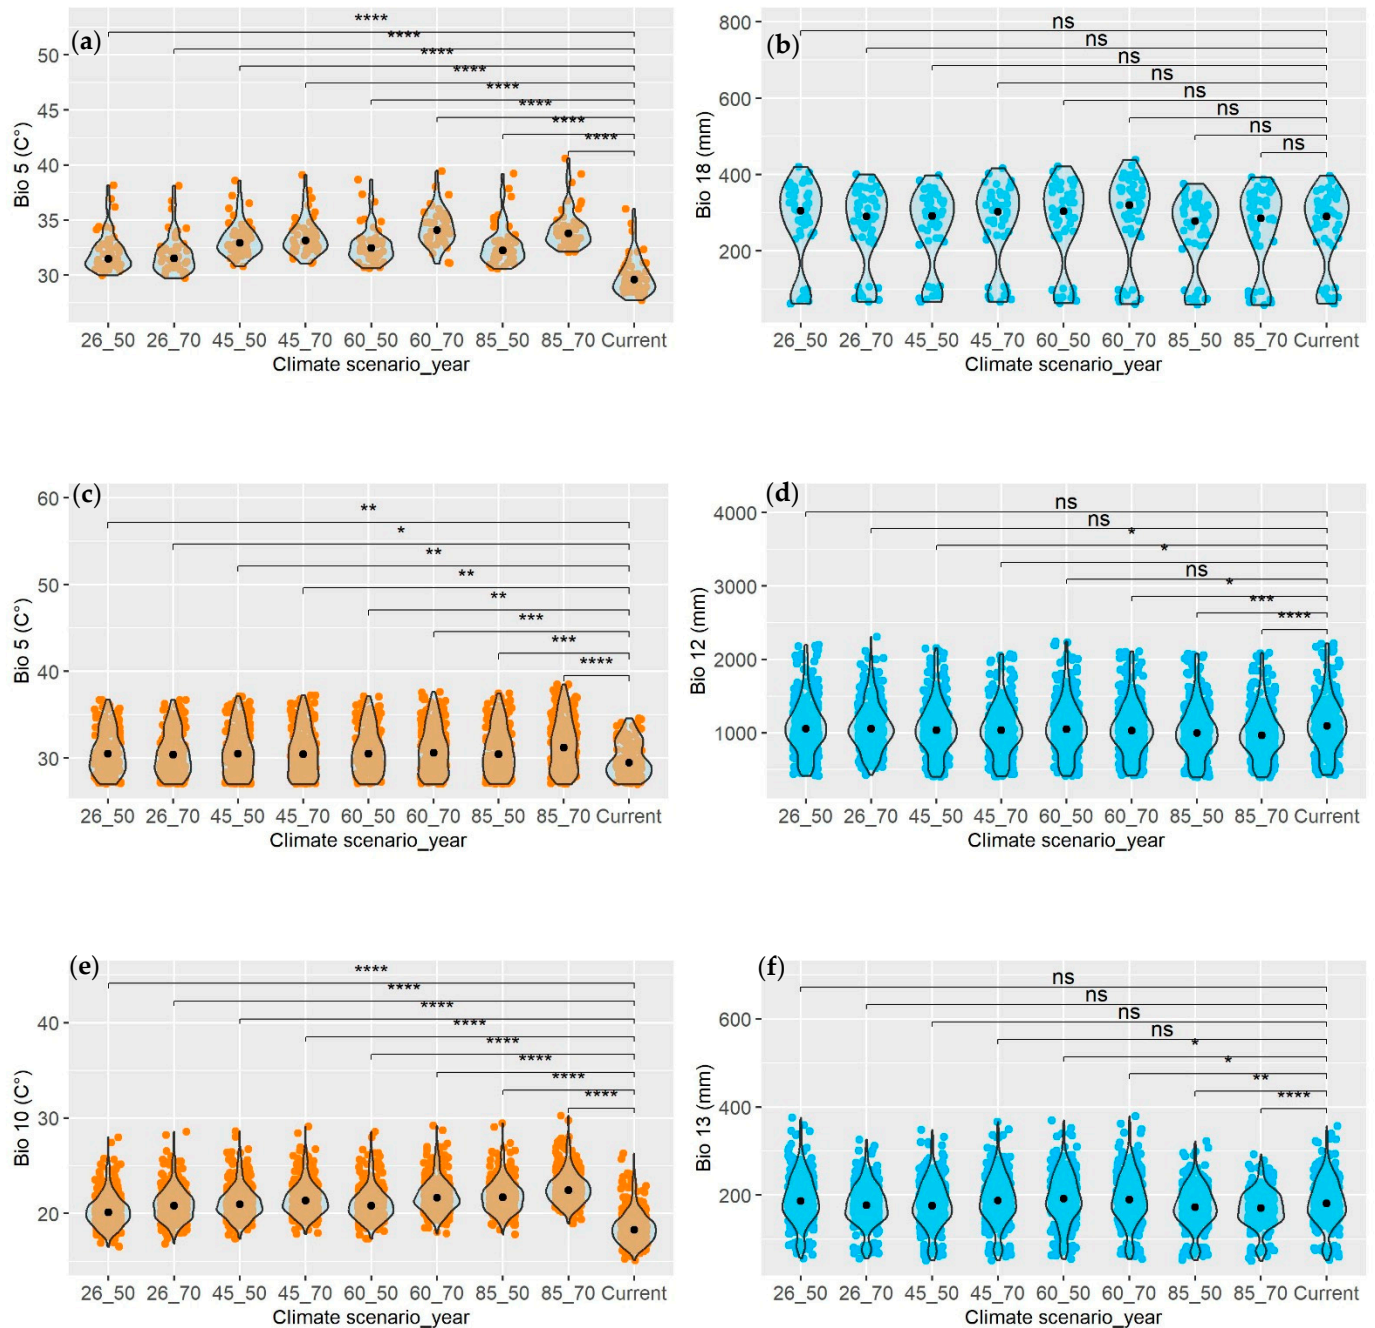 (a)
Bio 5 (C°)
50
45
40
35
30
****
****
****
****
****
****
****
****
26_50 26_70 45_50 45_70 60_50 60_70 85_50 85_70 Current
Climate scenario_year
(b)
Bio 18 (mm)
800
600
400
200
ns
ns
ns
ns
ns
ns
ns
ns
26_50 26_70 45_50 45_70 60_50 60_70 85_50 85_70 Current
Climate scenario_year
(c)
Bio 5 (C°)
60
50
40
30
**
*
**
**
**
***
***
****
26_50 26_70 45_50 45_70 60_50 60_70 85_50 85_70 Current
Climate scenario_year
(d)
Bio 12 (mm)
4000
3000
2000
1000
ns
ns
*
*
ns
*
***
****
26_50 26_70 45_50 45_70 60_50 60_70 85_50 85_70 Current
Climate scenario_year
(e)
Bio 10 (C°)
40
30
20
****
****
****
****
****
****
****
****
26_50 26_70 45_50 45_70 60_50 60_70 85_50 85_70 Current
Climate scenario_year
(f)
Bio 13 (mm)
600
400
200
ns
ns
ns
ns
*
*
**
****
26_50 26_70 45_50 45_70 60_50 60_70 85_50 85_70 Current
Climate scenario_year